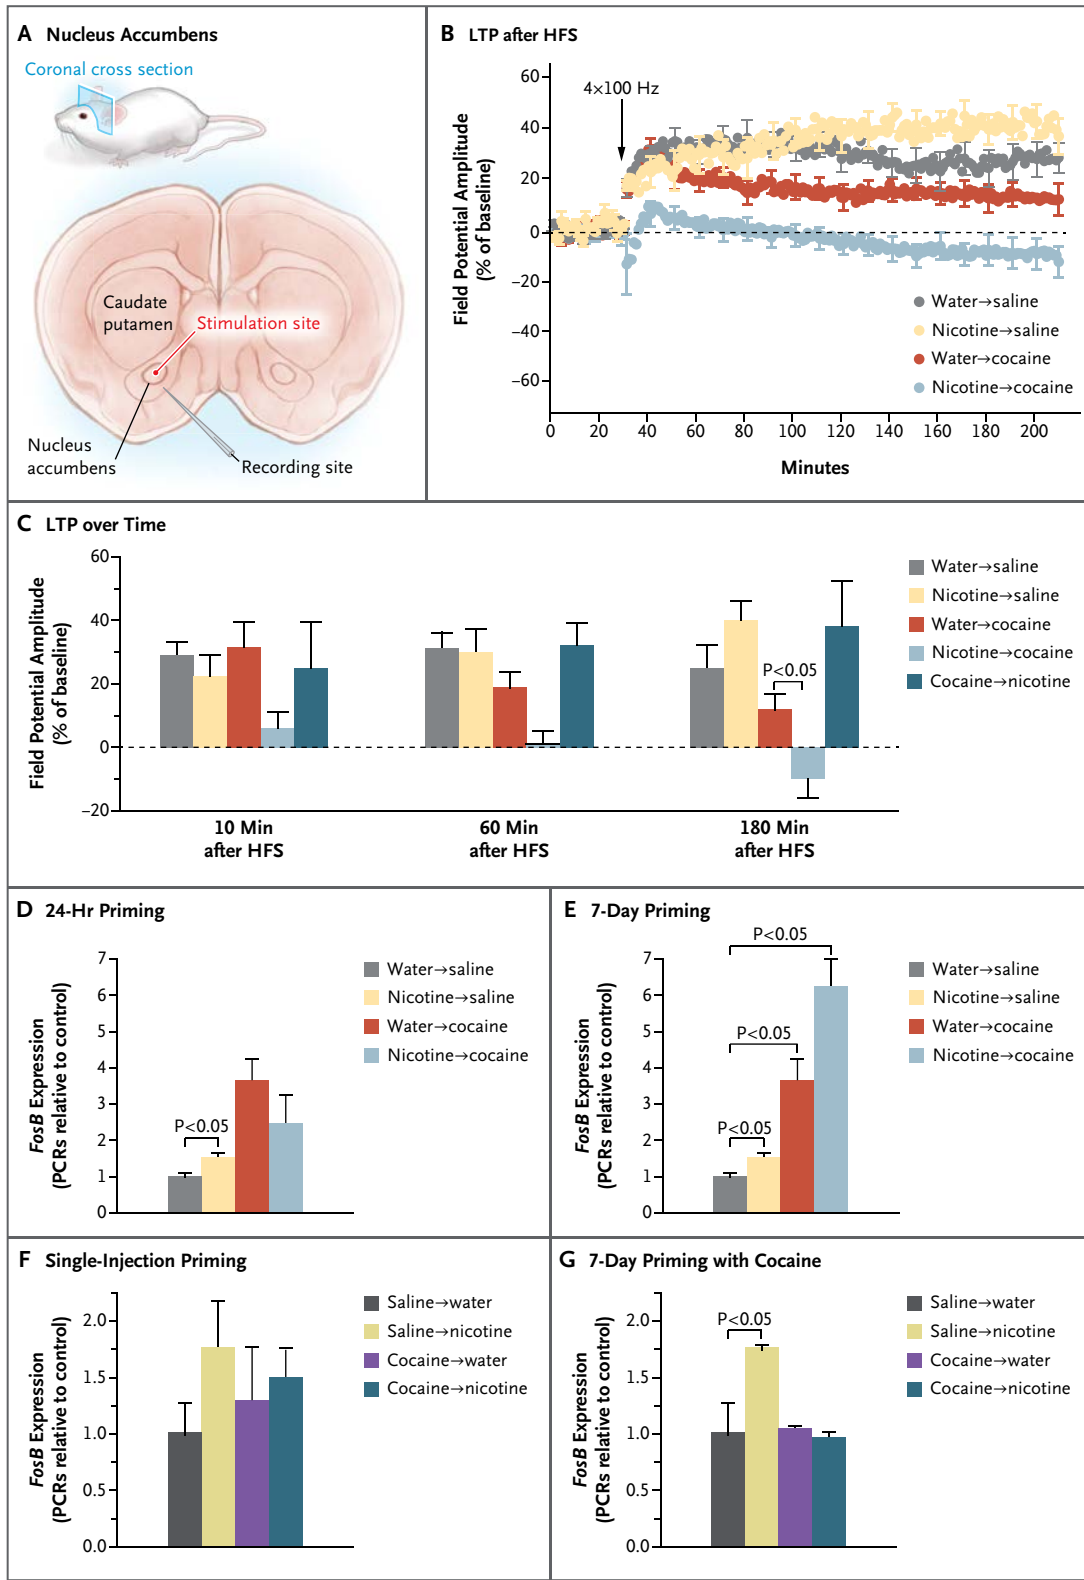 A Nucleus Accumbens
Coronal cross section
Caudate
putamen
Stimulation site
Nucleus
accumbens
Recording site
B LTP after HFS
Field Potential Amplitude
(% of baseline)
60
40
20
0
−20
−40
−60
4×100 Hz
Water→saline
Nicotine→saline
Water→cocaine
Nicotine→cocaine
0 20 40 60 80 100 120 140 160 180 200
Minutes
C LTP over Time
Field Potential Amplitude
(% of baseline)
60
40
20
0
−20
P<0.05
10 Min
after HFS
60 Min
after HFS
180 Min
after HFS
Water→saline
Nicotine→saline
Water→cocaine
Nicotine→cocaine
Cocaine→nicotine
D 24-Hr Priming
FosB Expression
(PCRs relative to control)
7
6
5
4
3
2
1
0
P<0.05
Water→saline
Nicotine→saline
Water→cocaine
Nicotine→cocaine
E 7-Day Priming
FosB Expression
(PCRs relative to control)
7
6
5
4
3
2
1
0
P<0.05
P<0.05
P<0.05
Water→saline
Nicotine→saline
Water→cocaine
Nicotine→cocaine
F Single-Injection Priming
FosB Expression
(PCRs relative to control)
2.0
1.5
1.0
0.5
0.0
Saline→water
Saline→nicotine
Cocaine→water
Cocaine→nicotine
G 7-Day Priming with Cocaine
FosB Expression
(PCRs relative to control)
2.0
1.5
1.0
0.5
0.0
P<0.05
Saline→water
Saline→nicotine
Cocaine→water
Cocaine→nicotine